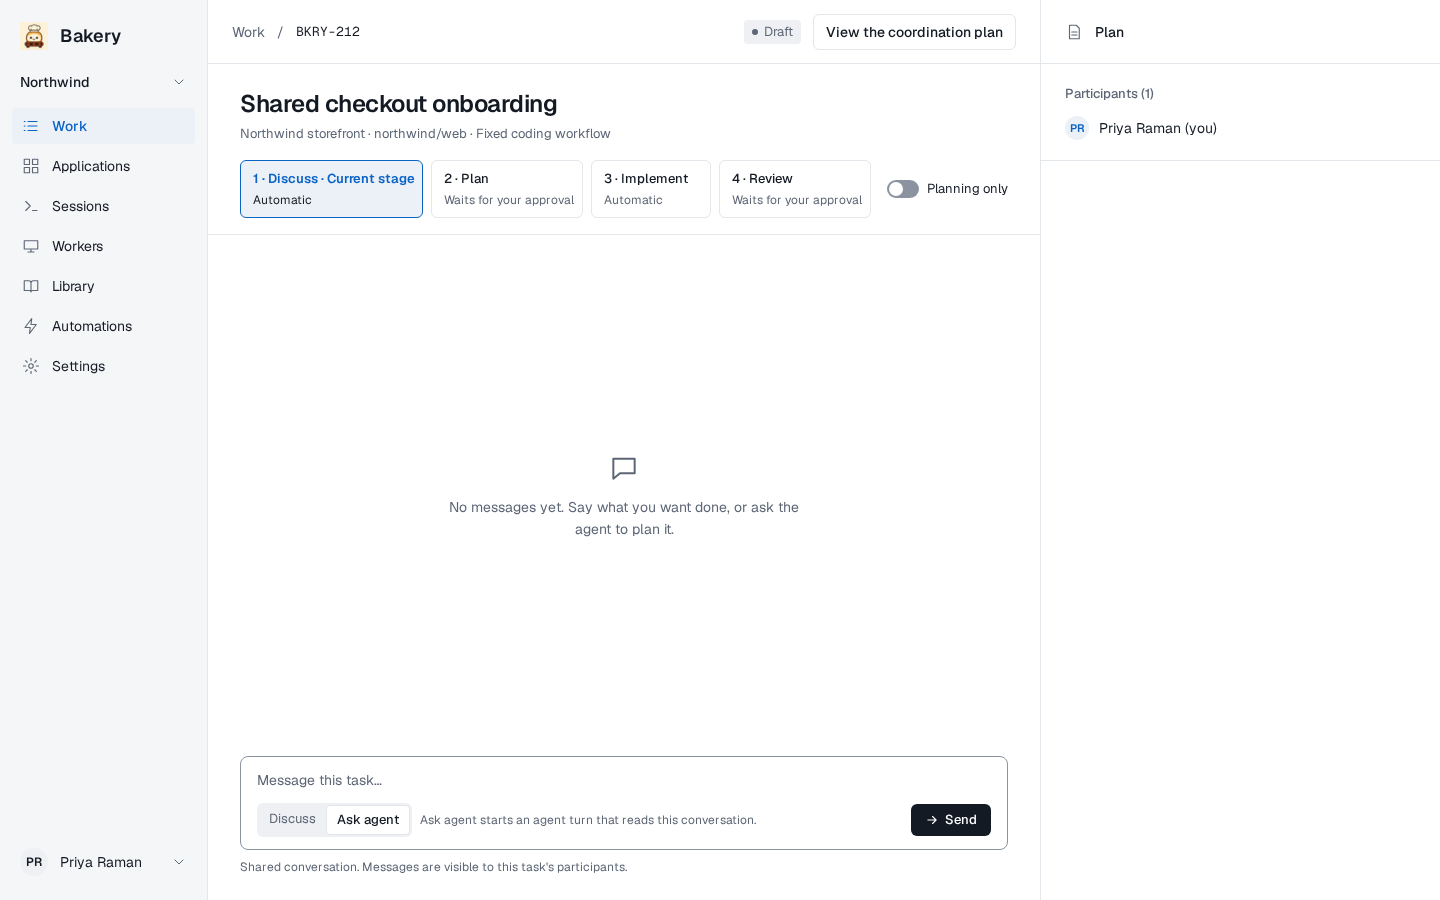 Bakery
Northwind
Work
Applications
Sessions
Workers
Library
Automations
Settings
PR Priya Raman
Work / BKRY-212
Draft
View the coordination plan
Shared checkout onboarding
Northwind storefront · northwind/web · Fixed coding workflow
1 · Discuss · Current stage
Automatic
2 · Plan
Waits for your approval
3 · Implement
Automatic
4 · Review
Waits for your approval
Planning only
No messages yet. Say what you want done, or ask the
agent to plan it.
Message this task…
Discuss
Ask agent
Ask agent starts an agent turn that reads this conversation.
Send
Shared conversation. Messages are visible to this task's participants.
Plan
Participants (1)
PR Priya Raman (you)